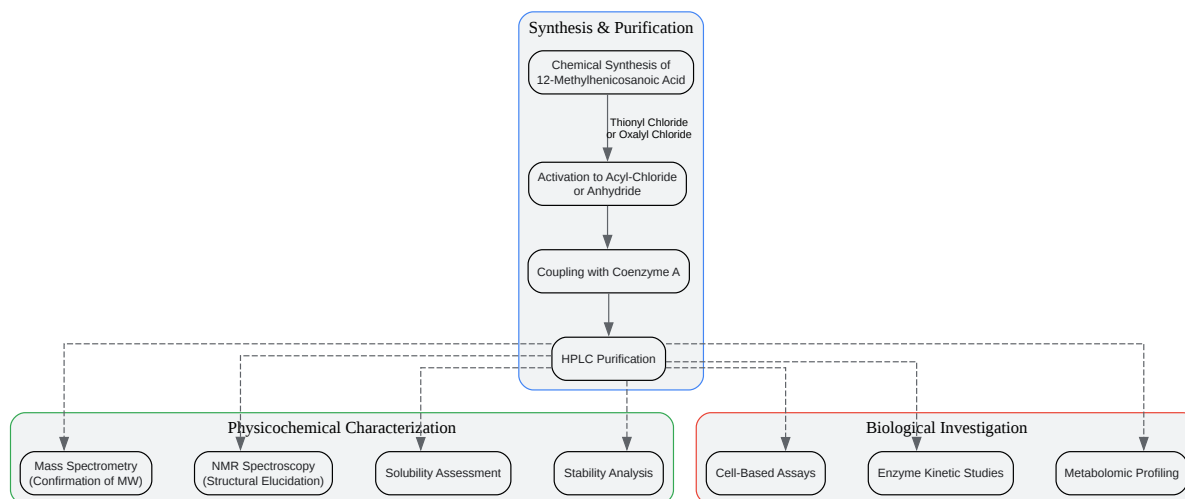 Synthesis & Purification
Chemical Synthesis of
12-Methylhenicosanoic Acid
Thionyl Chloride
or Oxalyl Chloride
Activation to Acyl-Chloride
or Anhydride
Coupling with Coenzyme A
HPLC Purification
Physicochemical Characterization
Mass Spectrometry
(Confirmation of MW)
NMR Spectroscopy
(Structural Elucidation)
Solubility Assessment
Stability Analysis
Biological Investigation
Cell-Based Assays
Enzyme Kinetic Studies
Metabolomic Profiling